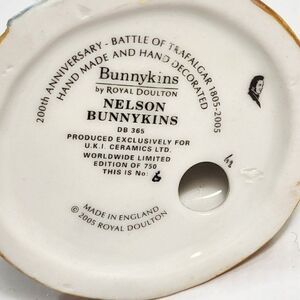 200th ANNIVERSARY - BATTLE OF TRAFALGAR 1805-2005
HAND MADE AND HAND DECORATED
Bunnykins
by ROYAL DOULTON
NELSON
BUNNYKINS
DB 365
PRODUCED EXCLUSIVELY FOR
U.K.I. CERAMICS LTD.
WORLDWIDE LIMITED
EDITION OF 750
THIS IS No:
MADE IN ENGLAND
© 2005 ROYAL DOULTON